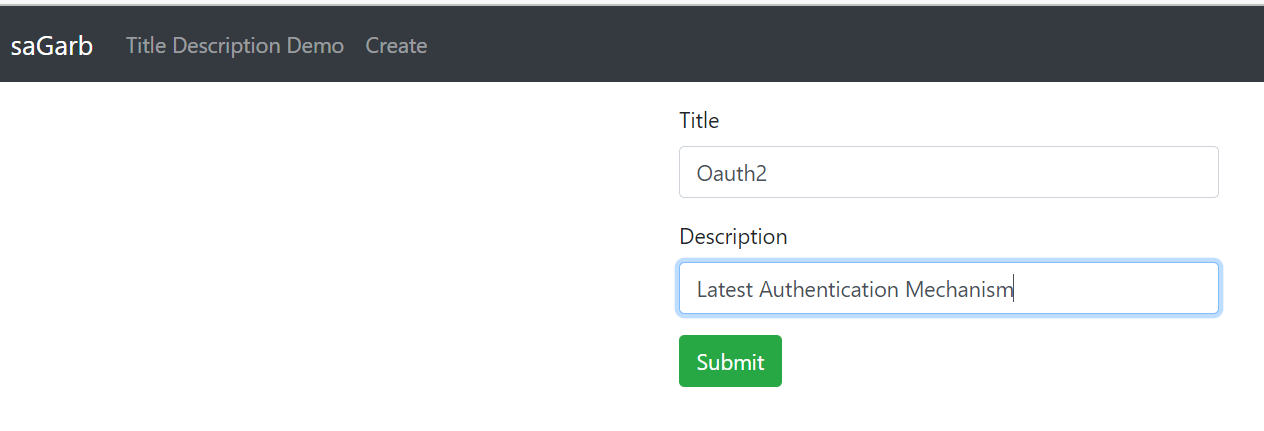 saGarb Title Description Demo Create
Title
Oauth2
Description
Latest Authentication Mechanism
Submit